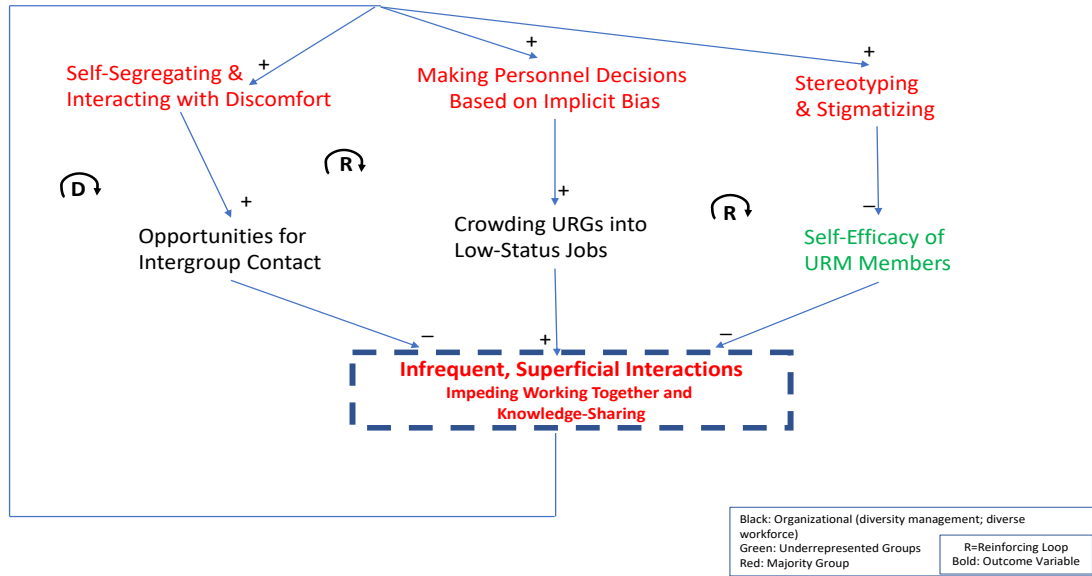 +
+
+
Self-Segregating &
Interacting with Discomfort
Making Personnel Decisions
Based on Implicit Bias
Stereotyping
& Stigmatizing
D
R
R
+
+
–
Opportunities for
Intergroup Contact
Crowding URGs into
Low-Status Jobs
Self-Efficacy of
URM Members
–
+
–
Infrequent, Superficial Interactions
Impeding Working Together and
Knowledge-Sharing
Black: Organizational (diversity management; diverse
workforce)
Green: Underrepresented Groups
Red: Majority Group
R=Reinforcing Loop
Bold: Outcome Variable